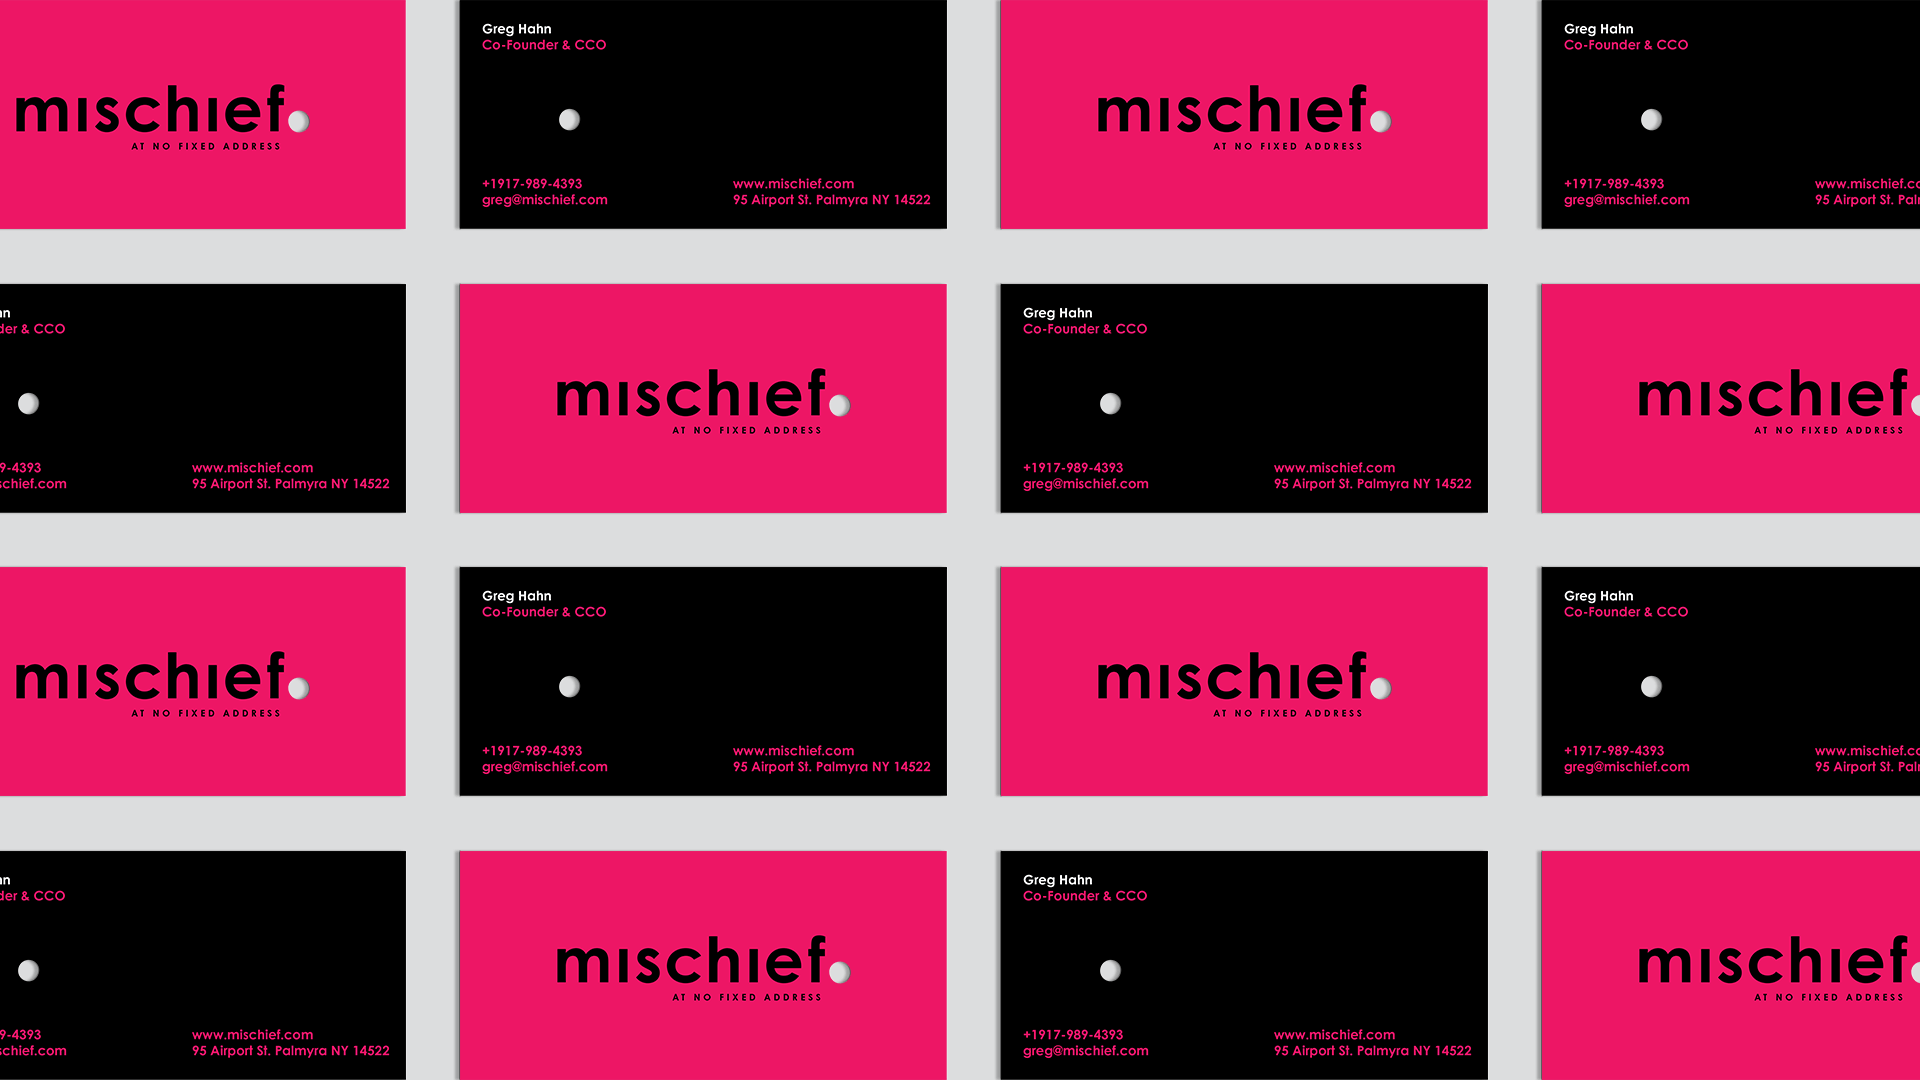 mischief.
AT NO FIXED ADDRESS
Greg Hahn
Co-Founder & CCO
+1917-989-4393
greg@mischief.com
www.mischief.com
95 Airport St. Palmyra NY 14522
mischief.
AT NO FIXED ADDRESS
Greg Hahn
Co-Founder & CCO
+1917-989-4393
greg@mischief.com
www.mischief.c
95 Airport St. Pal
der & CCO
9-4393
schief.com
www.mischief.com
95 Airport St. Palmyra NY 14522
mischief.
AT NO FIXED ADDRESS
Greg Hahn
Co-Founder & CCO
+1917-989-4393
greg@mischief.com
www.mischief.com
95 Airport St. Palmyra NY 14522
mischief.
AT NO FIXED ADDRESS
mischief.
AT NO FIXED ADDRESS
Greg Hahn
Co-Founder & CCO
+1917-989-4393
greg@mischief.com
www.mischief.com
95 Airport St. Palmyra NY 14522
mischief.
AT NO FIXED ADDRESS
Greg Hahn
Co-Founder & CCO
+1917-989-4393
greg@mischief.com
www.mischief.c
95 Airport St. Pal
der & CCO
9-4393
schief.com
www.mischief.com
95 Airport St. Palmyra NY 14522
mischief.
AT NO FIXED ADDRESS
Greg Hahn
Co-Founder & CCO
+1917-989-4393
greg@mischief.com
www.mischief.com
95 Airport St. Palmyra NY 14522
mischief.
AT NO FIXED ADDRESS